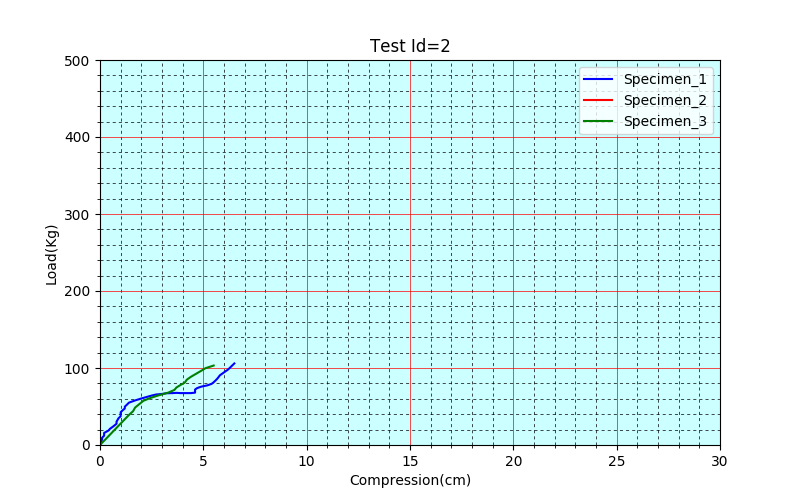 Test Id=2
500
400
300
200
100
0
Load(Kg)
Specimen_1
Specimen_2
Specimen_3
0 5 10 15 20 25 30
Compression(cm)